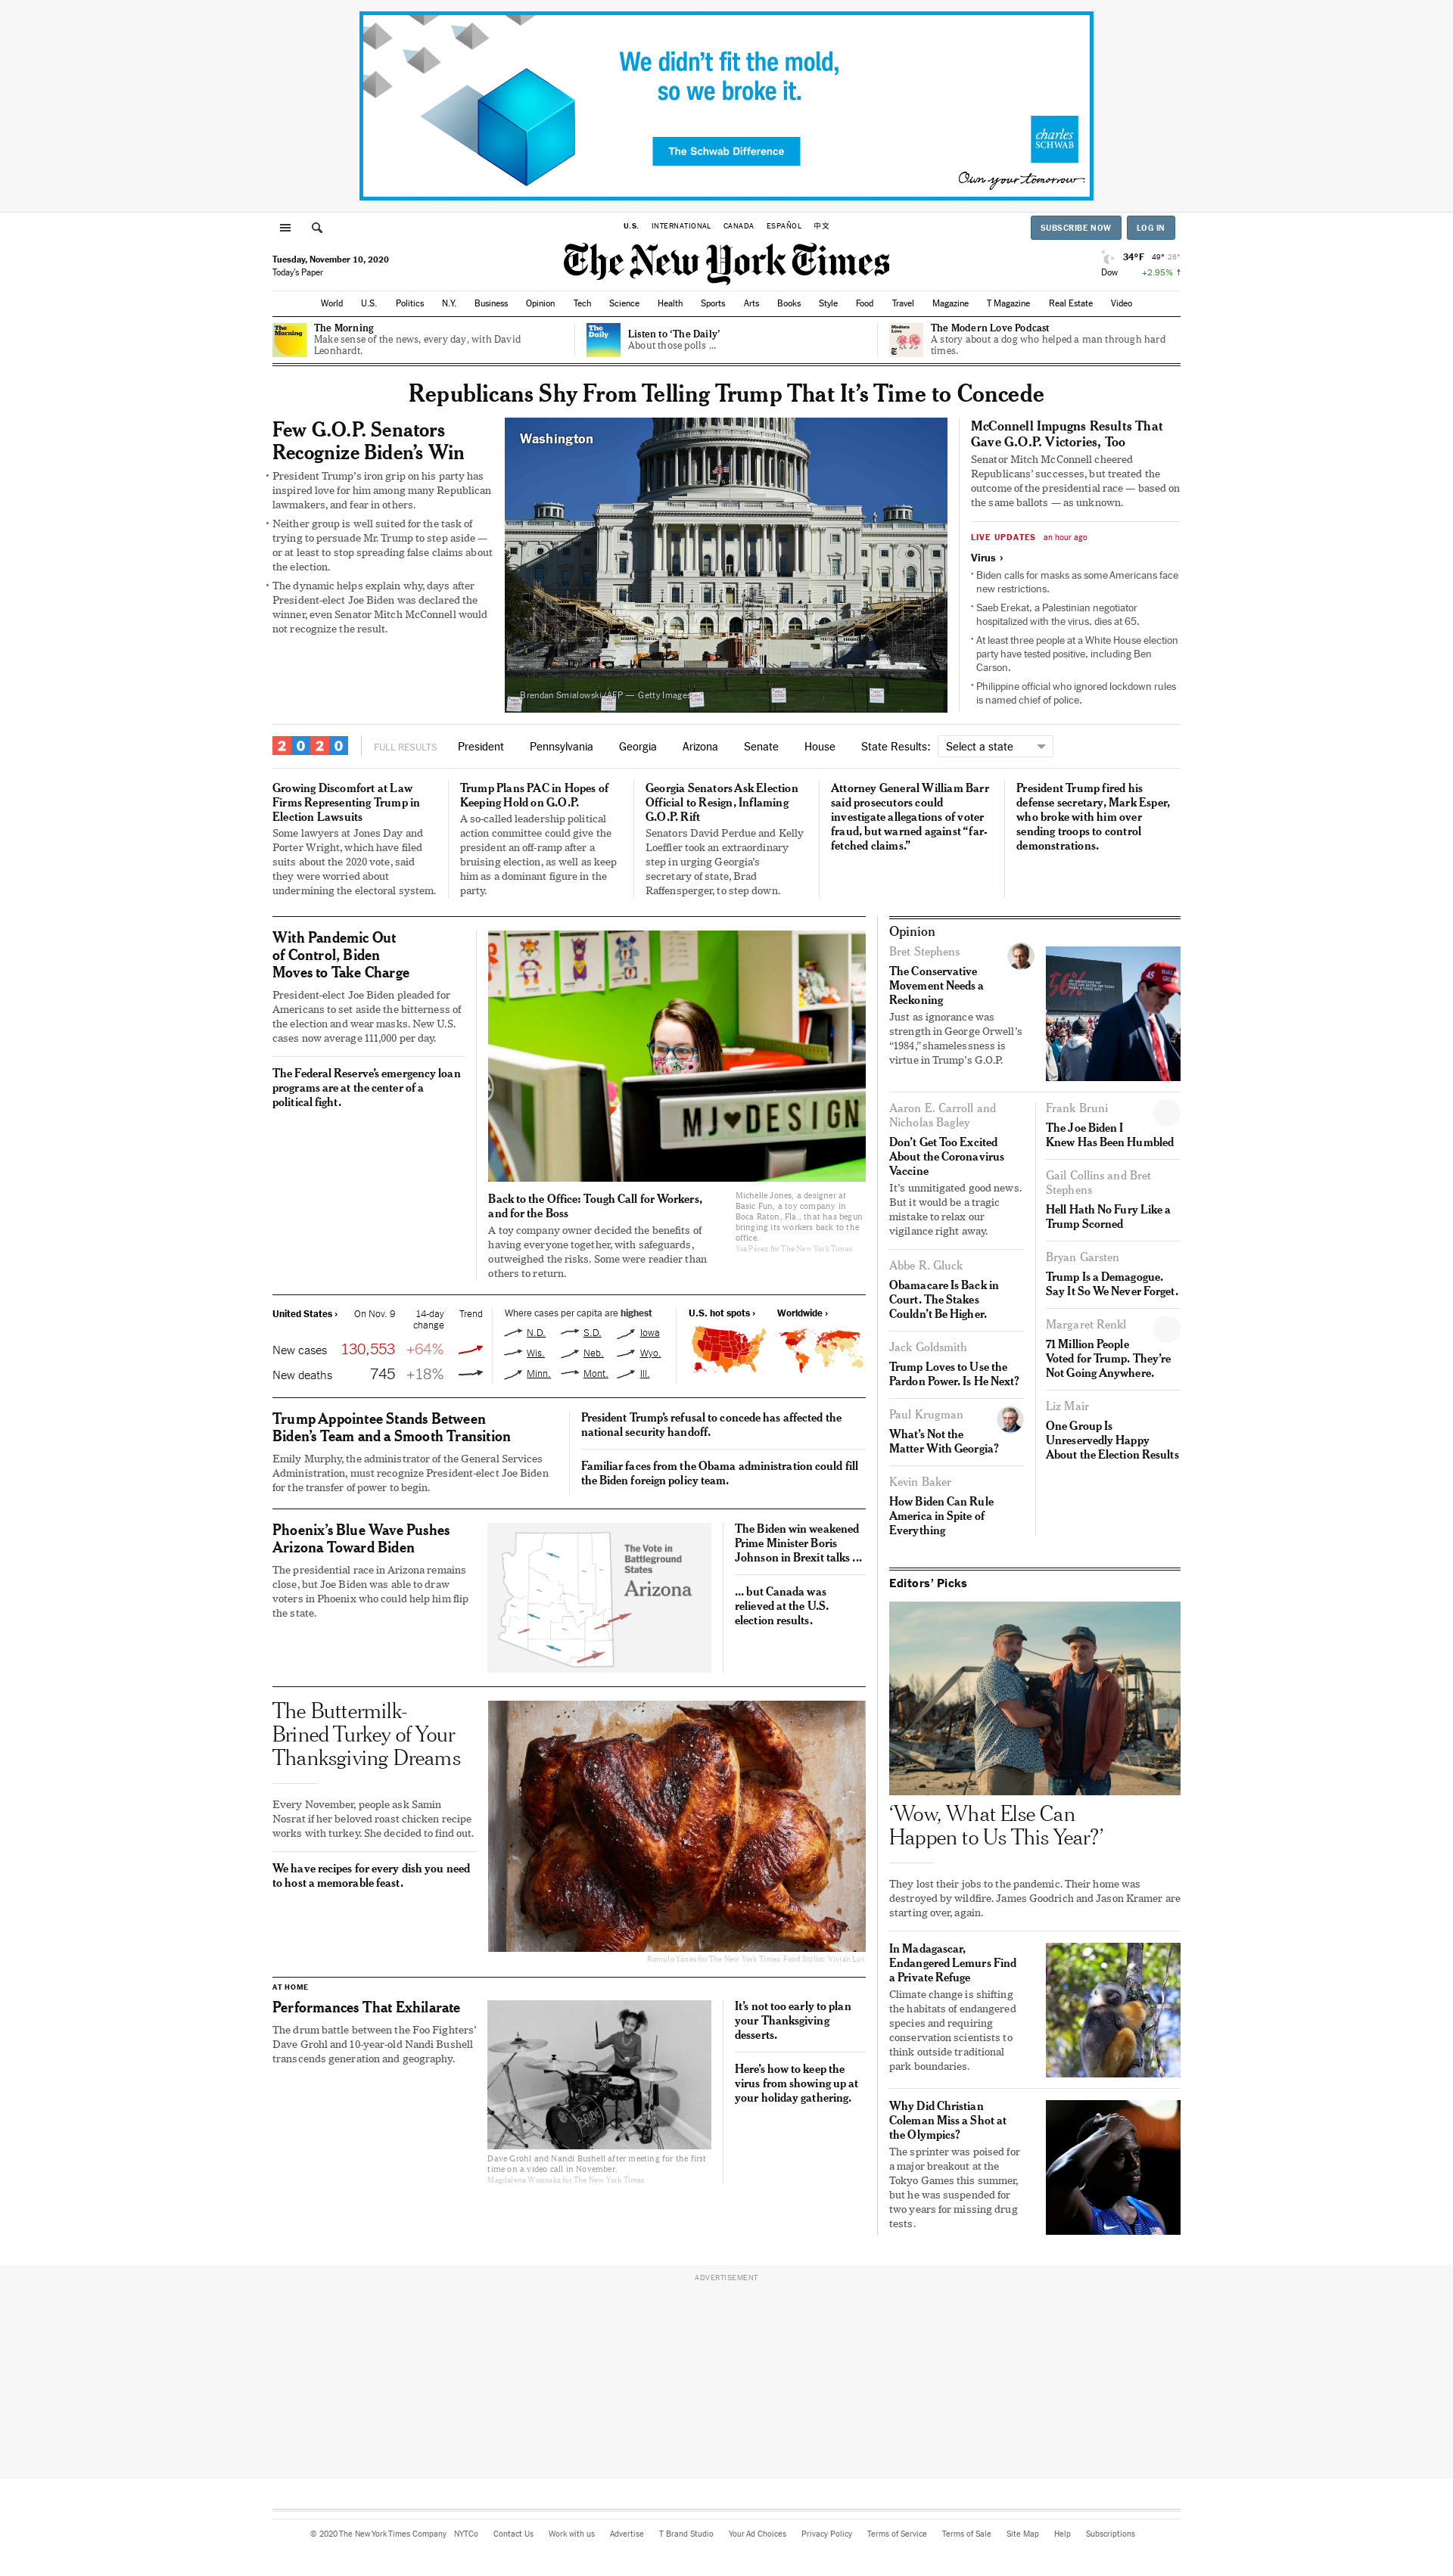 We didn't fit the mold,
so we broke it.
The Schwab Difference
charles
SCHWAB
Own your tomorrow.
U.S. INTERNATIONAL CANADA ESPAÑOL 中文
SUBSCRIBE NOW LOG IN
Tuesday, November 10, 2020
Today's Paper
The New York Times
34°F 49° 26°
Dow +2.95% ↑
World U.S. Politics N.Y. Business Opinion Tech Science Health Sports Arts Books Style Food Travel Magazine T Magazine Real Estate Video
The Morning
The Morning
Make sense of the news, every day, with David
Leonhardt.
The Daily
Listen to 'The Daily'
About those polls ...
Modern Love
The Modern Love Podcast
A story about a dog who helped a man through hard
times.
Republicans Shy From Telling Trump That It's Time to Concede
Few G.O.P. Senators
Recognize Biden's Win
• President Trump's iron grip on his party has
inspired love for him among many Republican
lawmakers, and fear in others.
• Neither group is well suited for the task of
trying to persuade Mr. Trump to step aside —
or at least to stop spreading false claims about
the election.
• The dynamic helps explain why, days after
President-elect Joe Biden was declared the
winner, even Senator Mitch McConnell would
not recognize the result.
Washington
Brendan Smialowski/AFP — Getty Images
McConnell Impugns Results That
Gave G.O.P. Victories, Too
Senator Mitch McConnell cheered
Republicans' successes, but treated the
outcome of the presidential race — based on
the same ballots — as unknown.
LIVE UPDATES an hour ago
Virus ›
• Biden calls for masks as some Americans face
new restrictions.
• Saeb Erekat, a Palestinian negotiator
hospitalized with the virus, dies at 65.
• At least three people at a White House election
party have tested positive, including Ben
Carson.
• Philippine official who ignored lockdown rules
is named chief of police.
2020 FULL RESULTS President Pennsylvania Georgia Arizona Senate House State Results: Select a state
Growing Discomfort at Law
Firms Representing Trump in
Election Lawsuits
Some lawyers at Jones Day and
Porter Wright, which have filed
suits about the 2020 vote, said
they were worried about
undermining the electoral system.
Trump Plans PAC in Hopes of
Keeping Hold on G.O.P.
A so-called leadership political
action committee could give the
president an off-ramp after a
bruising election, as well as keep
him as a dominant figure in the
party.
Georgia Senators Ask Election
Official to Resign, Inflaming
G.O.P. Rift
Senators David Perdue and Kelly
Loeffler took an extraordinary
step in urging Georgia's
secretary of state, Brad
Raffensperger, to step down.
Attorney General William Barr
said prosecutors could
investigate allegations of voter
fraud, but warned against "far-
fetched claims."
President Trump fired his
defense secretary, Mark Esper,
who broke with him over
sending troops to control
demonstrations.
With Pandemic Out
of Control, Biden
Moves to Take Charge
President-elect Joe Biden pleaded for
Americans to set aside the bitterness of
the election and wear masks. New U.S.
cases now average 111,000 per day.
The Federal Reserve's emergency loan
programs are at the center of a
political fight.
MJ♥DESIGN
Back to the Office: Tough Call for Workers,
and for the Boss
A toy company owner decided the benefits of
having everyone together, with safeguards,
outweighed the risks. Some were readier than
others to return.
Michelle Jones, a designer at
Basic Fun, a toy company in
Boca Raton, Fla., that has begun
bringing its workers back to the
office.
Ysa Pérez for The New York Times
United States › On Nov. 9 14-day
change Trend
New cases 130,553 +64%
New deaths 745 +18%
Where cases per capita are highest
N.D. S.D. Iowa
Wis. Neb. Wyo.
Minn. Mont. Ill.
U.S. hot spots › Worldwide ›
Trump Appointee Stands Between
Biden's Team and a Smooth Transition
Emily Murphy, the administrator of the General Services
Administration, must recognize President-elect Joe Biden
for the transfer of power to begin.
President Trump's refusal to concede has affected the
national security handoff.
Familiar faces from the Obama administration could fill
the Biden foreign policy team.
Phoenix's Blue Wave Pushes
Arizona Toward Biden
The presidential race in Arizona remains
close, but Joe Biden was able to draw
voters in Phoenix who could help him flip
the state.
The Vote in
Battleground
States
Arizona
The Biden win weakened
Prime Minister Boris
Johnson in Brexit talks ...
... but Canada was
relieved at the U.S.
election results.
The Buttermilk-
Brined Turkey of Your
Thanksgiving Dreams
Every November, people ask Samin
Nosrat if her beloved roast chicken recipe
works with turkey. She decided to find out.
We have recipes for every dish you need
to host a memorable feast.
Romulo Yanes for The New York Times. Food Stylist: Vivian Lui.
AT HOME
Performances That Exhilarate
The drum battle between the Foo Fighters'
Dave Grohl and 10-year-old Nandi Bushell
transcends generation and geography.
Dave Grohl and Nandi Bushell after meeting for the first
time on a video call in November.
Magdalena Wosinska for The New York Times
It's not too early to plan
your Thanksgiving
desserts.
Here's how to keep the
virus from showing up at
your holiday gathering.
Opinion
Bret Stephens
The Conservative
Movement Needs a
Reckoning
Just as ignorance was
strength in George Orwell's
"1984," shamelessness is
virtue in Trump's G.O.P.
56%
45
Aaron E. Carroll and
Nicholas Bagley
Don't Get Too Excited
About the Coronavirus
Vaccine
It's unmitigated good news.
But it would be a tragic
mistake to relax our
vigilance right away.
Abbe R. Gluck
Obamacare Is Back in
Court. The Stakes
Couldn't Be Higher.
Jack Goldsmith
Trump Loves to Use the
Pardon Power. Is He Next?
Paul Krugman
What's Not the
Matter With Georgia?
Kevin Baker
How Biden Can Rule
America in Spite of
Everything
Frank Bruni
The Joe Biden I
Knew Has Been Humbled
Gail Collins and Bret
Stephens
Hell Hath No Fury Like a
Trump Scorned
Bryan Garsten
Trump Is a Demagogue.
Say It So We Never Forget.
Margaret Renkl
71 Million People
Voted for Trump. They're
Not Going Anywhere.
Liz Mair
One Group Is
Unreservedly Happy
About the Election Results
Editors' Picks
'Wow, What Else Can
Happen to Us This Year?'
They lost their jobs to the pandemic. Their home was
destroyed by wildfire. James Goodrich and Jason Kramer are
starting over, again.
In Madagascar,
Endangered Lemurs Find
a Private Refuge
Climate change is shifting
the habitats of endangered
species and requiring
conservation scientists to
think outside traditional
park boundaries.
Why Did Christian
Coleman Miss a Shot at
the Olympics?
The sprinter was poised for
a major breakout at the
Tokyo Games this summer,
but he was suspended for
two years for missing drug
tests.
ADVERTISEMENT
© 2020 The New York Times Company NYTCo Contact Us Work with us Advertise T Brand Studio Your Ad Choices Privacy Policy Terms of Service Terms of Sale Site Map Help Subscriptions